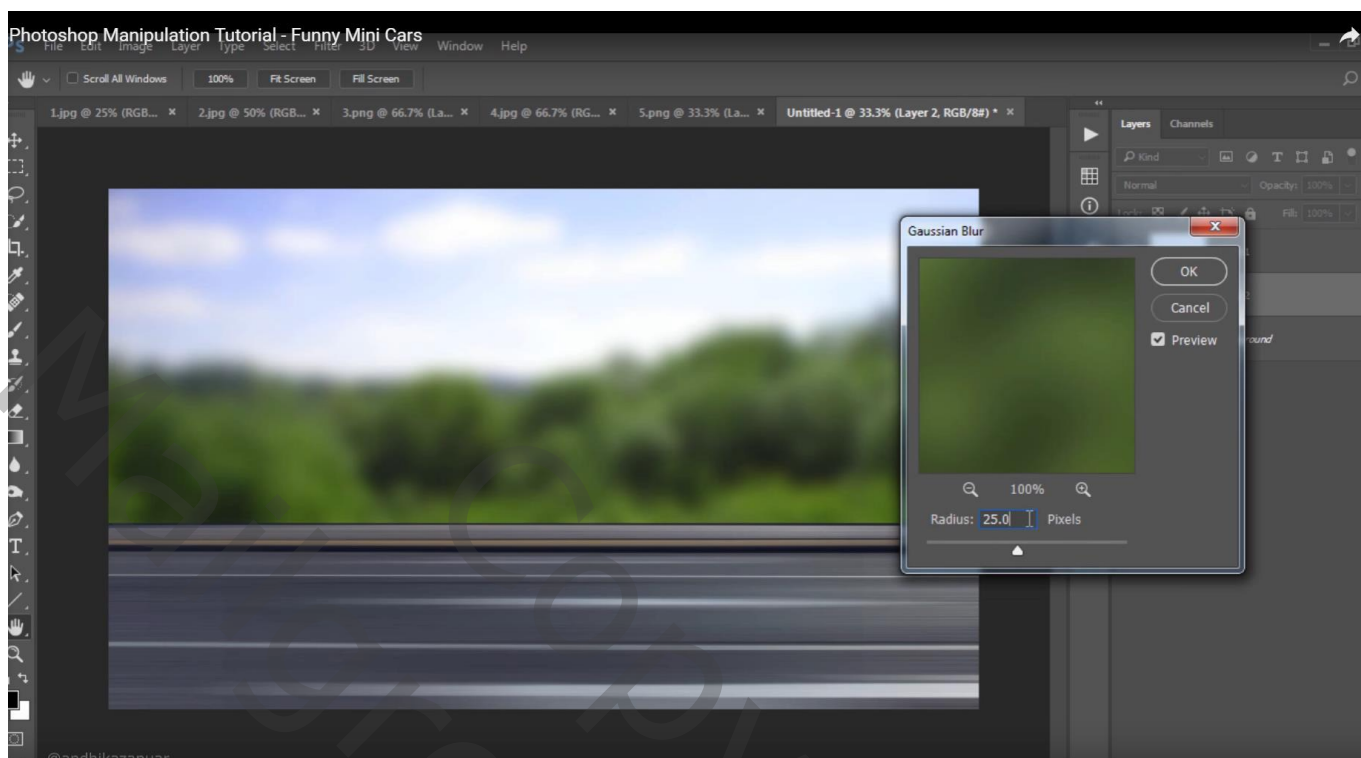 Photoshop Manipulation Tutorial - Funny Mini Cars
File Edit Image Layer Type Select Filter 3D View Window Help
Scroll All Windows 100% Fit Screen Fill Screen
1.jpg @ 25% (RGB... × 2.jpg @ 50% (RGB... × 3.png @ 66.7% (La... × 4.jpg @ 66.7% (RG... × 5.png @ 33.3% (La... × Untitled-1 @ 33.3% (Layer 2, RGB/8#) * ×
Layers Channels
Kind
Normal Opacity: 100%
Lock: Fill: 100%
Gaussian Blur
OK
Cancel
Preview
round
100%
Radius: 25.0 Pixels
@andhikazanuar